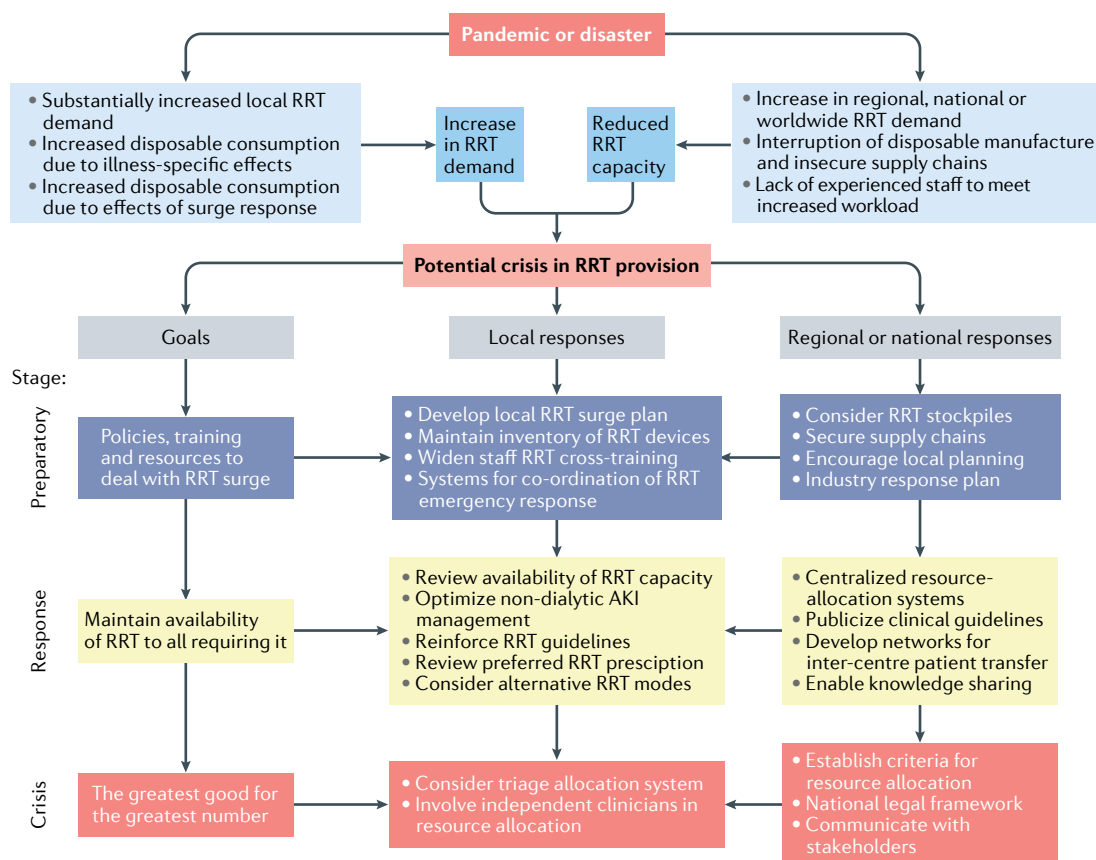 Pandemic or disaster
• Substantially increased local RRT
demand
• Increased disposable consumption
due to illness-specific effects
• Increased disposable consumption
due to effects of surge response
Increase
in RRT
demand
Reduced
RRT
capacity
• Increase in regional, national or
worldwide RRT demand
• Interruption of disposable manufacture
and insecure supply chains
• Lack of experienced staff to meet
increased workload
Potential crisis in RRT provision
Goals
Local responses
Regional or national responses
Stage:
Preparatory
Policies, training
and resources to
deal with RRT surge
• Develop local RRT surge plan
• Maintain inventory of RRT devices
• Widen staff RRT cross-training
• Systems for co-ordination of RRT
emergency response
• Consider RRT stockpiles
• Secure supply chains
• Encourage local planning
• Industry response plan
Response
Maintain availability
of RRT to all requiring it
• Review availability of RRT capacity
• Optimize non-dialytic AKI
management
• Reinforce RRT guidelines
• Review preferred RRT presciption
• Consider alternative RRT modes
• Centralized resource-
allocation systems
• Publicize clinical guidelines
• Develop networks for
inter-centre patient transfer
• Enable knowledge sharing
Crisis
The greatest good for
the greatest number
• Consider triage allocation system
• Involve independent clinicians in
resource allocation
• Establish criteria for
resource allocation
• National legal framework
• Communicate with
stakeholders